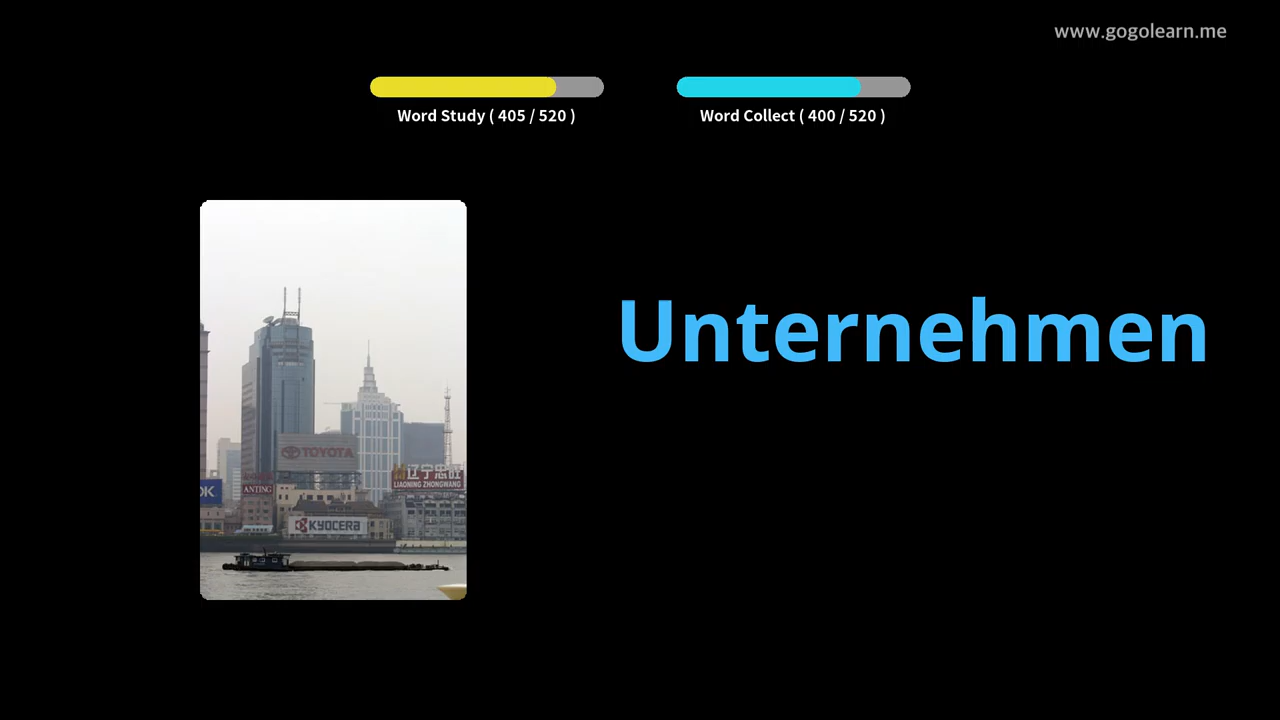 www.gogolearn.me
Word Study ( 405 / 520 )
Word Collect ( 400 / 520 )
Unternehmen
TOYOTA
辽宁忠旺
LIAONING ZHONGWANG
OK
ANTING
KYOCERA